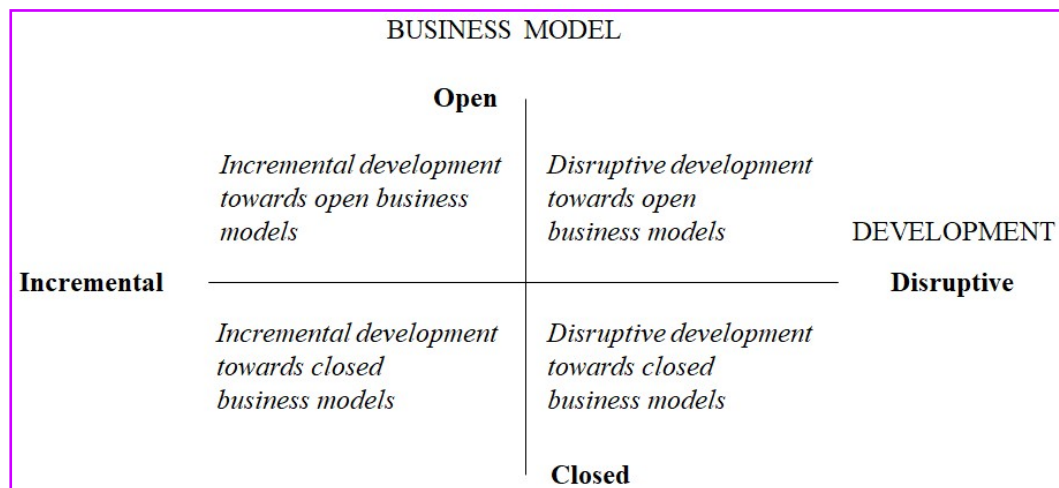 BUSINESS MODEL
Open
Incremental development
towards open business
models
Disruptive development
towards open
business models
DEVELOPMENT
Incremental
Disruptive
Incremental development
towards closed
business models
Disruptive development
towards closed
business models
Closed